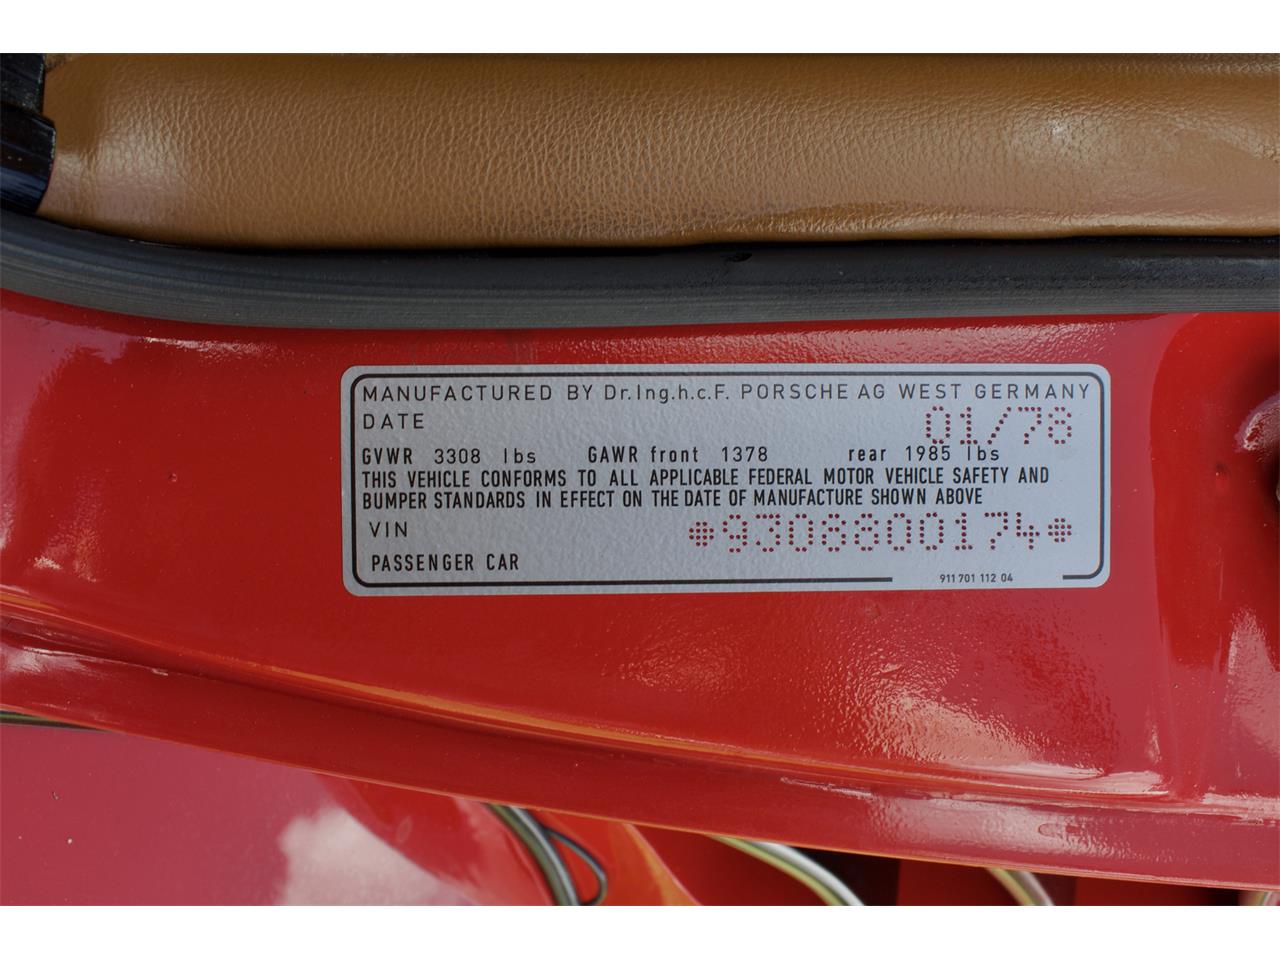 MANUFACTURED BY Dr.Ing.h.c.F. PORSCHE AG WEST GERMANY
DATE 01/78
GVWR 3308 lbs GAWR front 1378 rear 1985 lbs
THIS VEHICLE CONFORMS TO ALL APPLICABLE FEDERAL MOTOR VEHICLE SAFETY AND
BUMPER STANDARDS IN EFFECT ON THE DATE OF MANUFACTURE SHOWN ABOVE
VIN *9308800174*
PASSENGER CAR
911 701 112 04